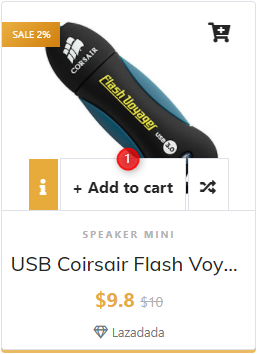 SALE 2%
CORSAIR
Flash Voyager
USB 3.0
1
i
+ Add to cart
SPEAKER MINI
USB Coirsair Flash Voy...
$9.8 $10
Lazadada